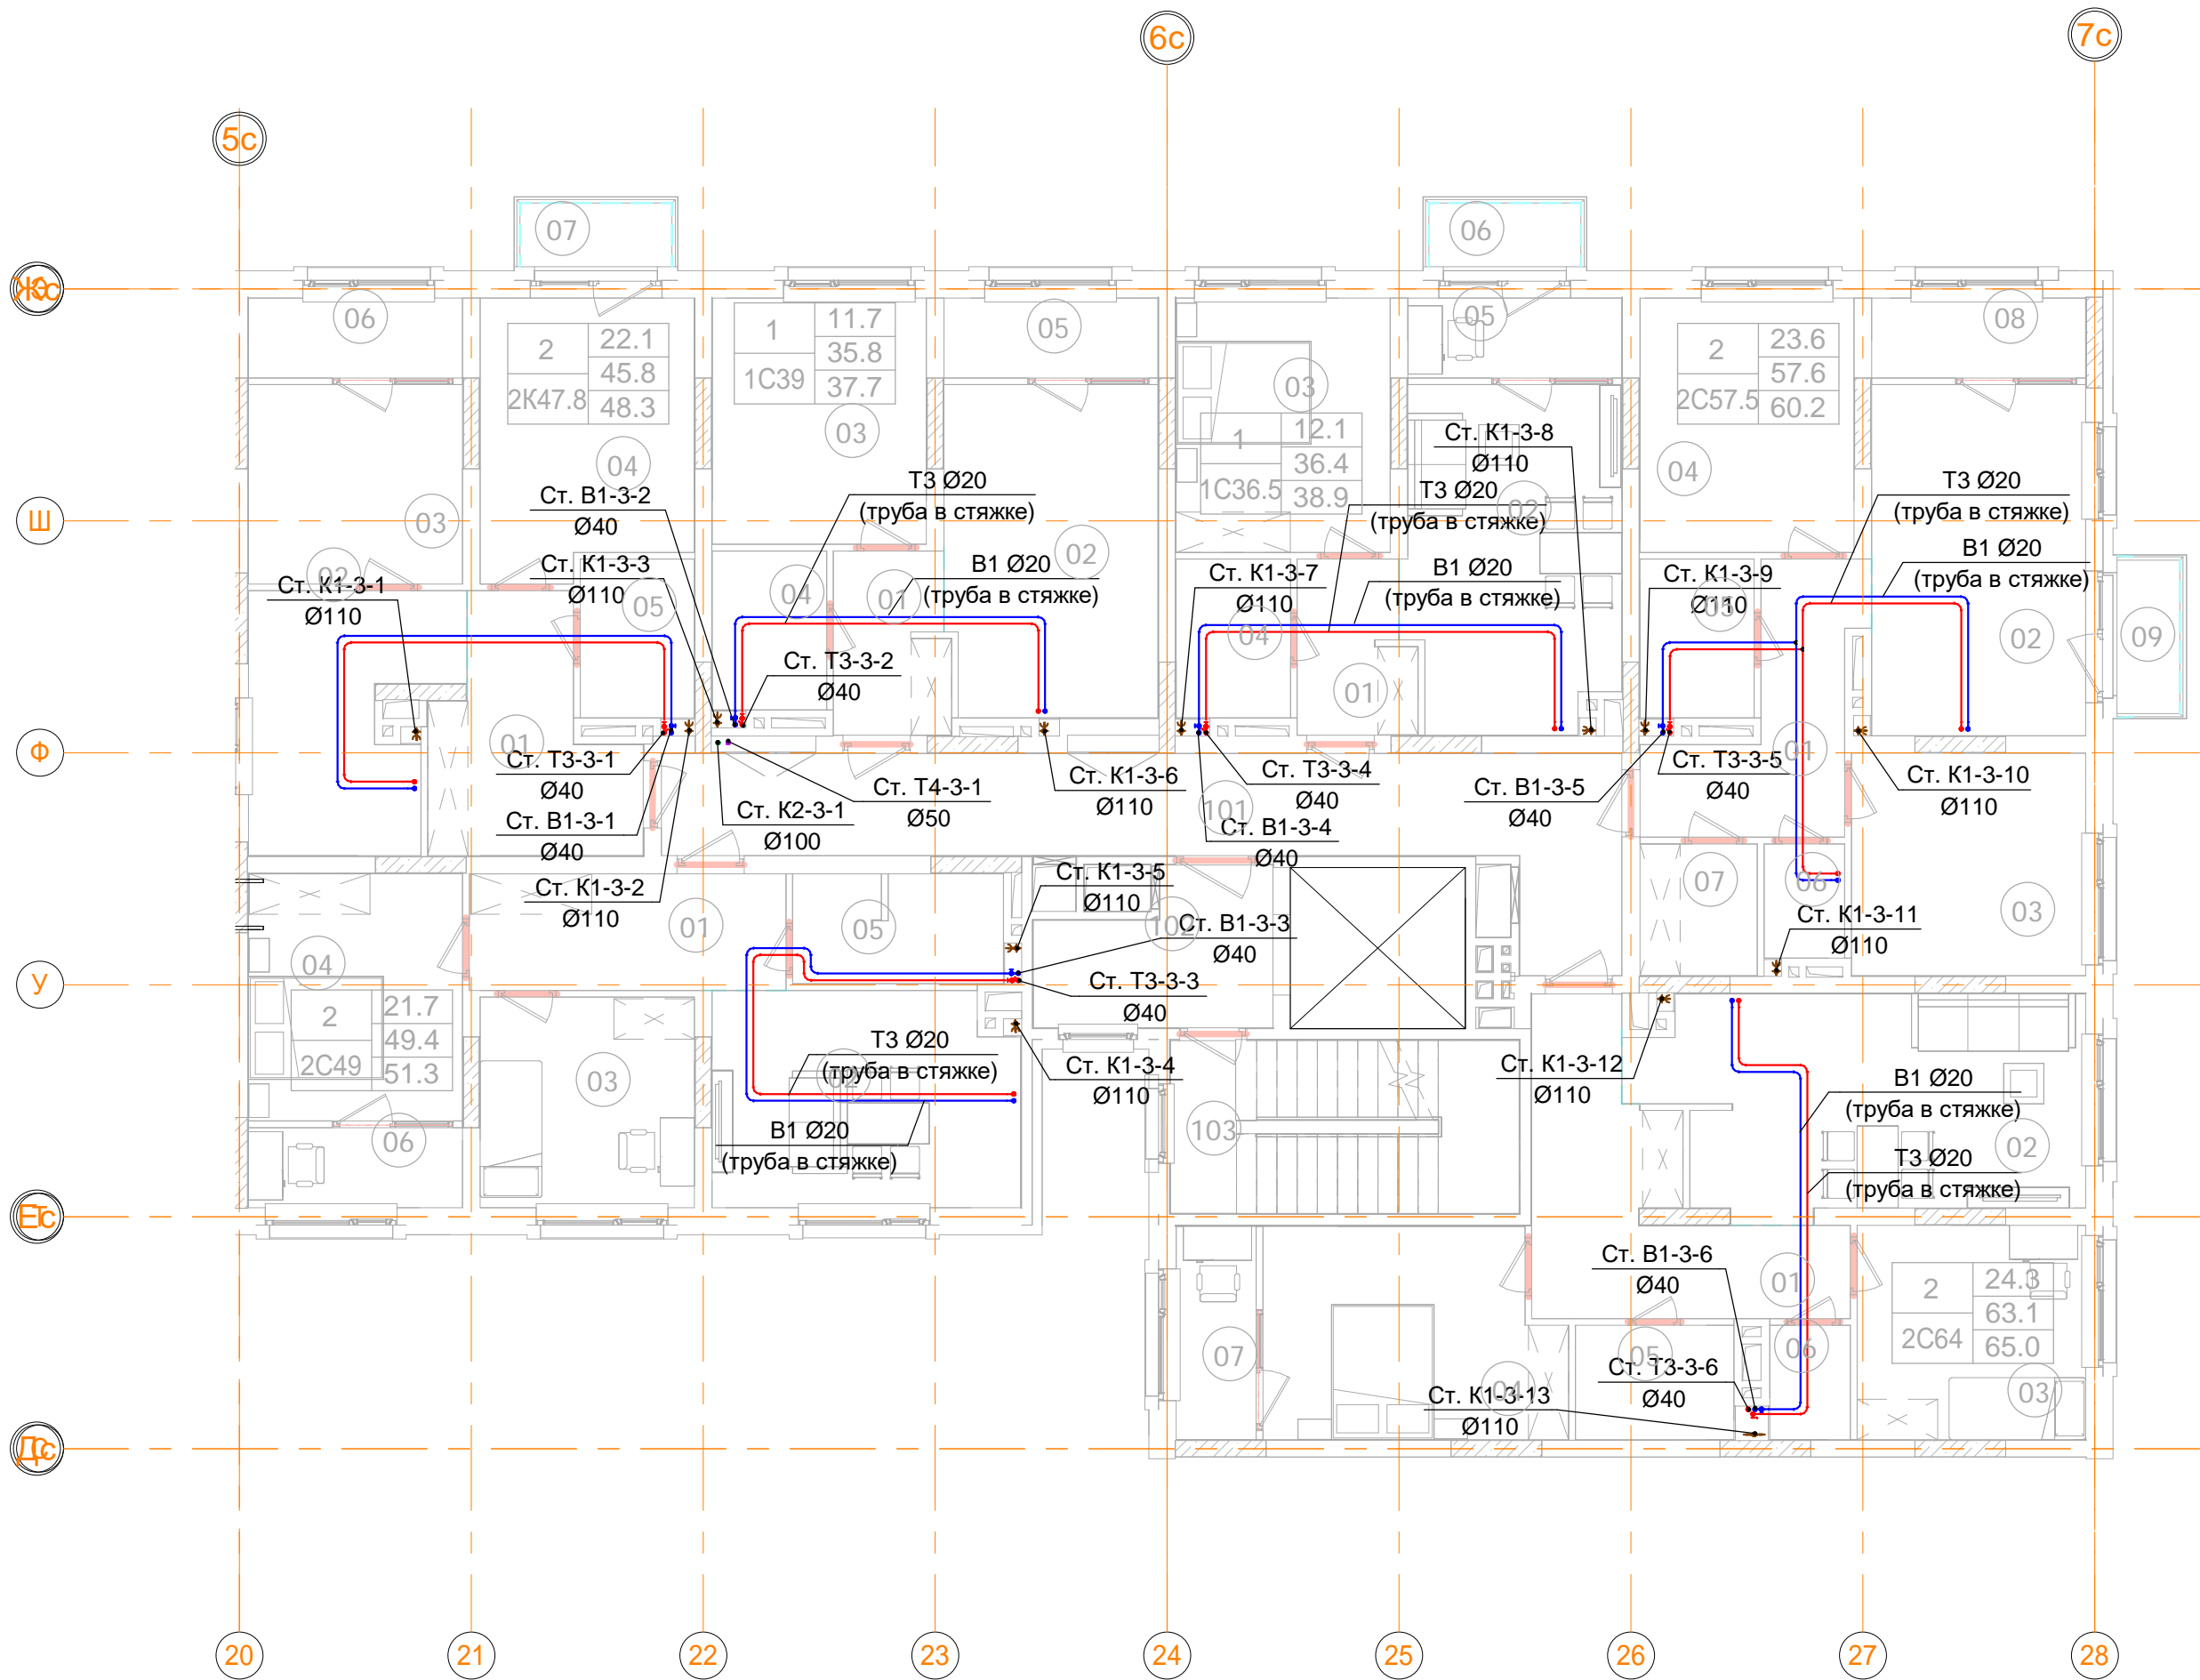 6с
7с
5с
07
06
Ш
Ф
У
06
2
22.1
2К47.8
45.8
48.3
1
11.7
1С39
35.8
37.7
05
03
04
03
02
05
08
2
23.6
2С57.5
57.6
60.2
1
12.1
1С36.5
36.4
38.9
03
04
Ст. К1-3-8
Ø110
02
Ст. В1-3-2
Ø40
Т3 Ø20
(труба в стяжке)
Т3 Ø20
(труба в стяжке)
Т3 Ø20
(труба в стяжке)
02
Ст. К1-3-1
Ø110
Ст. К1-3-3
Ø110
05
04
01
В1 Ø20
(труба в стяжке)
02
Ст. К1-3-7
Ø110
В1 Ø20
(труба в стяжке)
Ст. К1-3-9
Ø110
05
В1 Ø20
(труба в стяжке)
02
09
04
01
Ст. Т3-3-2
Ø40
01
Ст. Т3-3-1
Ø40
Ст. В1-3-1
Ø40
Ст. К1-3-2
Ø110
Ст. К2-3-1
Ø100
Ст. Т4-3-1
Ø50
Ст. К1-3-6
Ø110
101
Ст. Т3-3-4
Ø40
Ст. В1-3-4
Ø40
Ст. В1-3-5
Ø40
Ст. Т3-3-5
Ø40
01
Ст. К1-3-10
Ø110
01
05
Ст. К1-3-5
Ø110
102
Ст. В1-3-3
Ø40
Ст. Т3-3-3
Ø40
07
06
Ст. К1-3-11
Ø110
03
04
2
21.7
2С49
49.4
51.3
03
06
Т3 Ø20
(труба в стяжке)
02
В1 Ø20
(труба в стяжке)
Ст. К1-3-4
Ø110
103
Ст. К1-3-12
Ø110
В1 Ø20
(труба в стяжке)
02
Т3 Ø20
(труба в стяжке)
Ст. В1-3-6
Ø40
01
2
24.3
2С64
63.1
65.0
07
04
05
06
03
Ст. Т3-3-6
Ø40
Ст. К1-3-13
Ø110
20
21
22
23
24
25
26
27
28